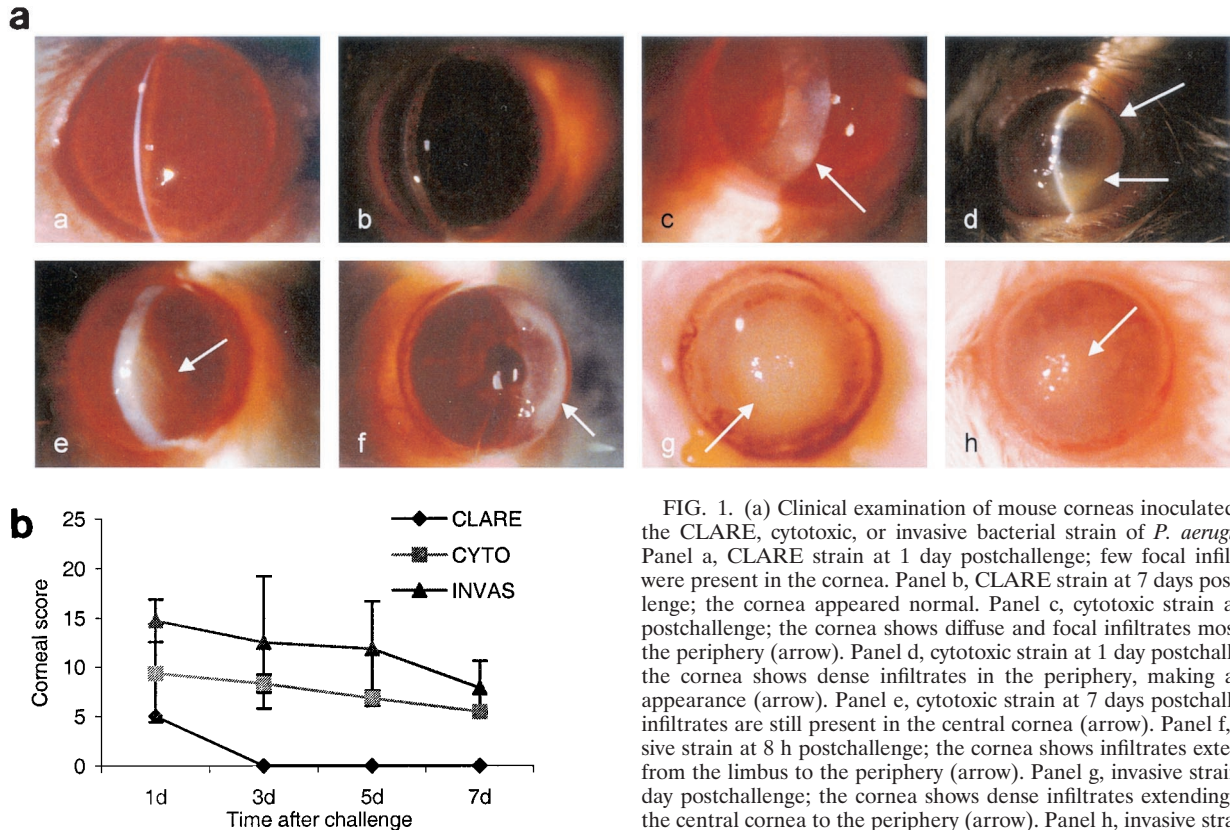 a
a
b
c
d
e
f
g
h
b
25
20
15
10
5
0
Corneal score
CLARE
CYTO
INVAS
1d
3d
5d
7d
Time after challenge
FIG. 1. (a) Clinical examination of mouse corneas inoculated
the CLARE, cytotoxic, or invasive bacterial strain of P. aerug
Panel a, CLARE strain at 1 day postchallenge; few focal infil
were present in the cornea. Panel b, CLARE strain at 7 days pos
lenge; the cornea appeared normal. Panel c, cytotoxic strain a
postchallenge; the cornea shows diffuse and focal infiltrates mos
the periphery (arrow). Panel d, cytotoxic strain at 1 day postchall
the cornea shows dense infiltrates in the periphery, making a
appearance (arrow). Panel e, cytotoxic strain at 7 days postchall
infiltrates are still present in the central cornea (arrow). Panel f,
sive strain at 8 h postchallenge; the cornea shows infiltrates exte
from the limbus to the periphery (arrow). Panel g, invasive strai
day postchallenge; the cornea shows dense infiltrates extending
the central cornea to the periphery (arrow). Panel h, invasive stra